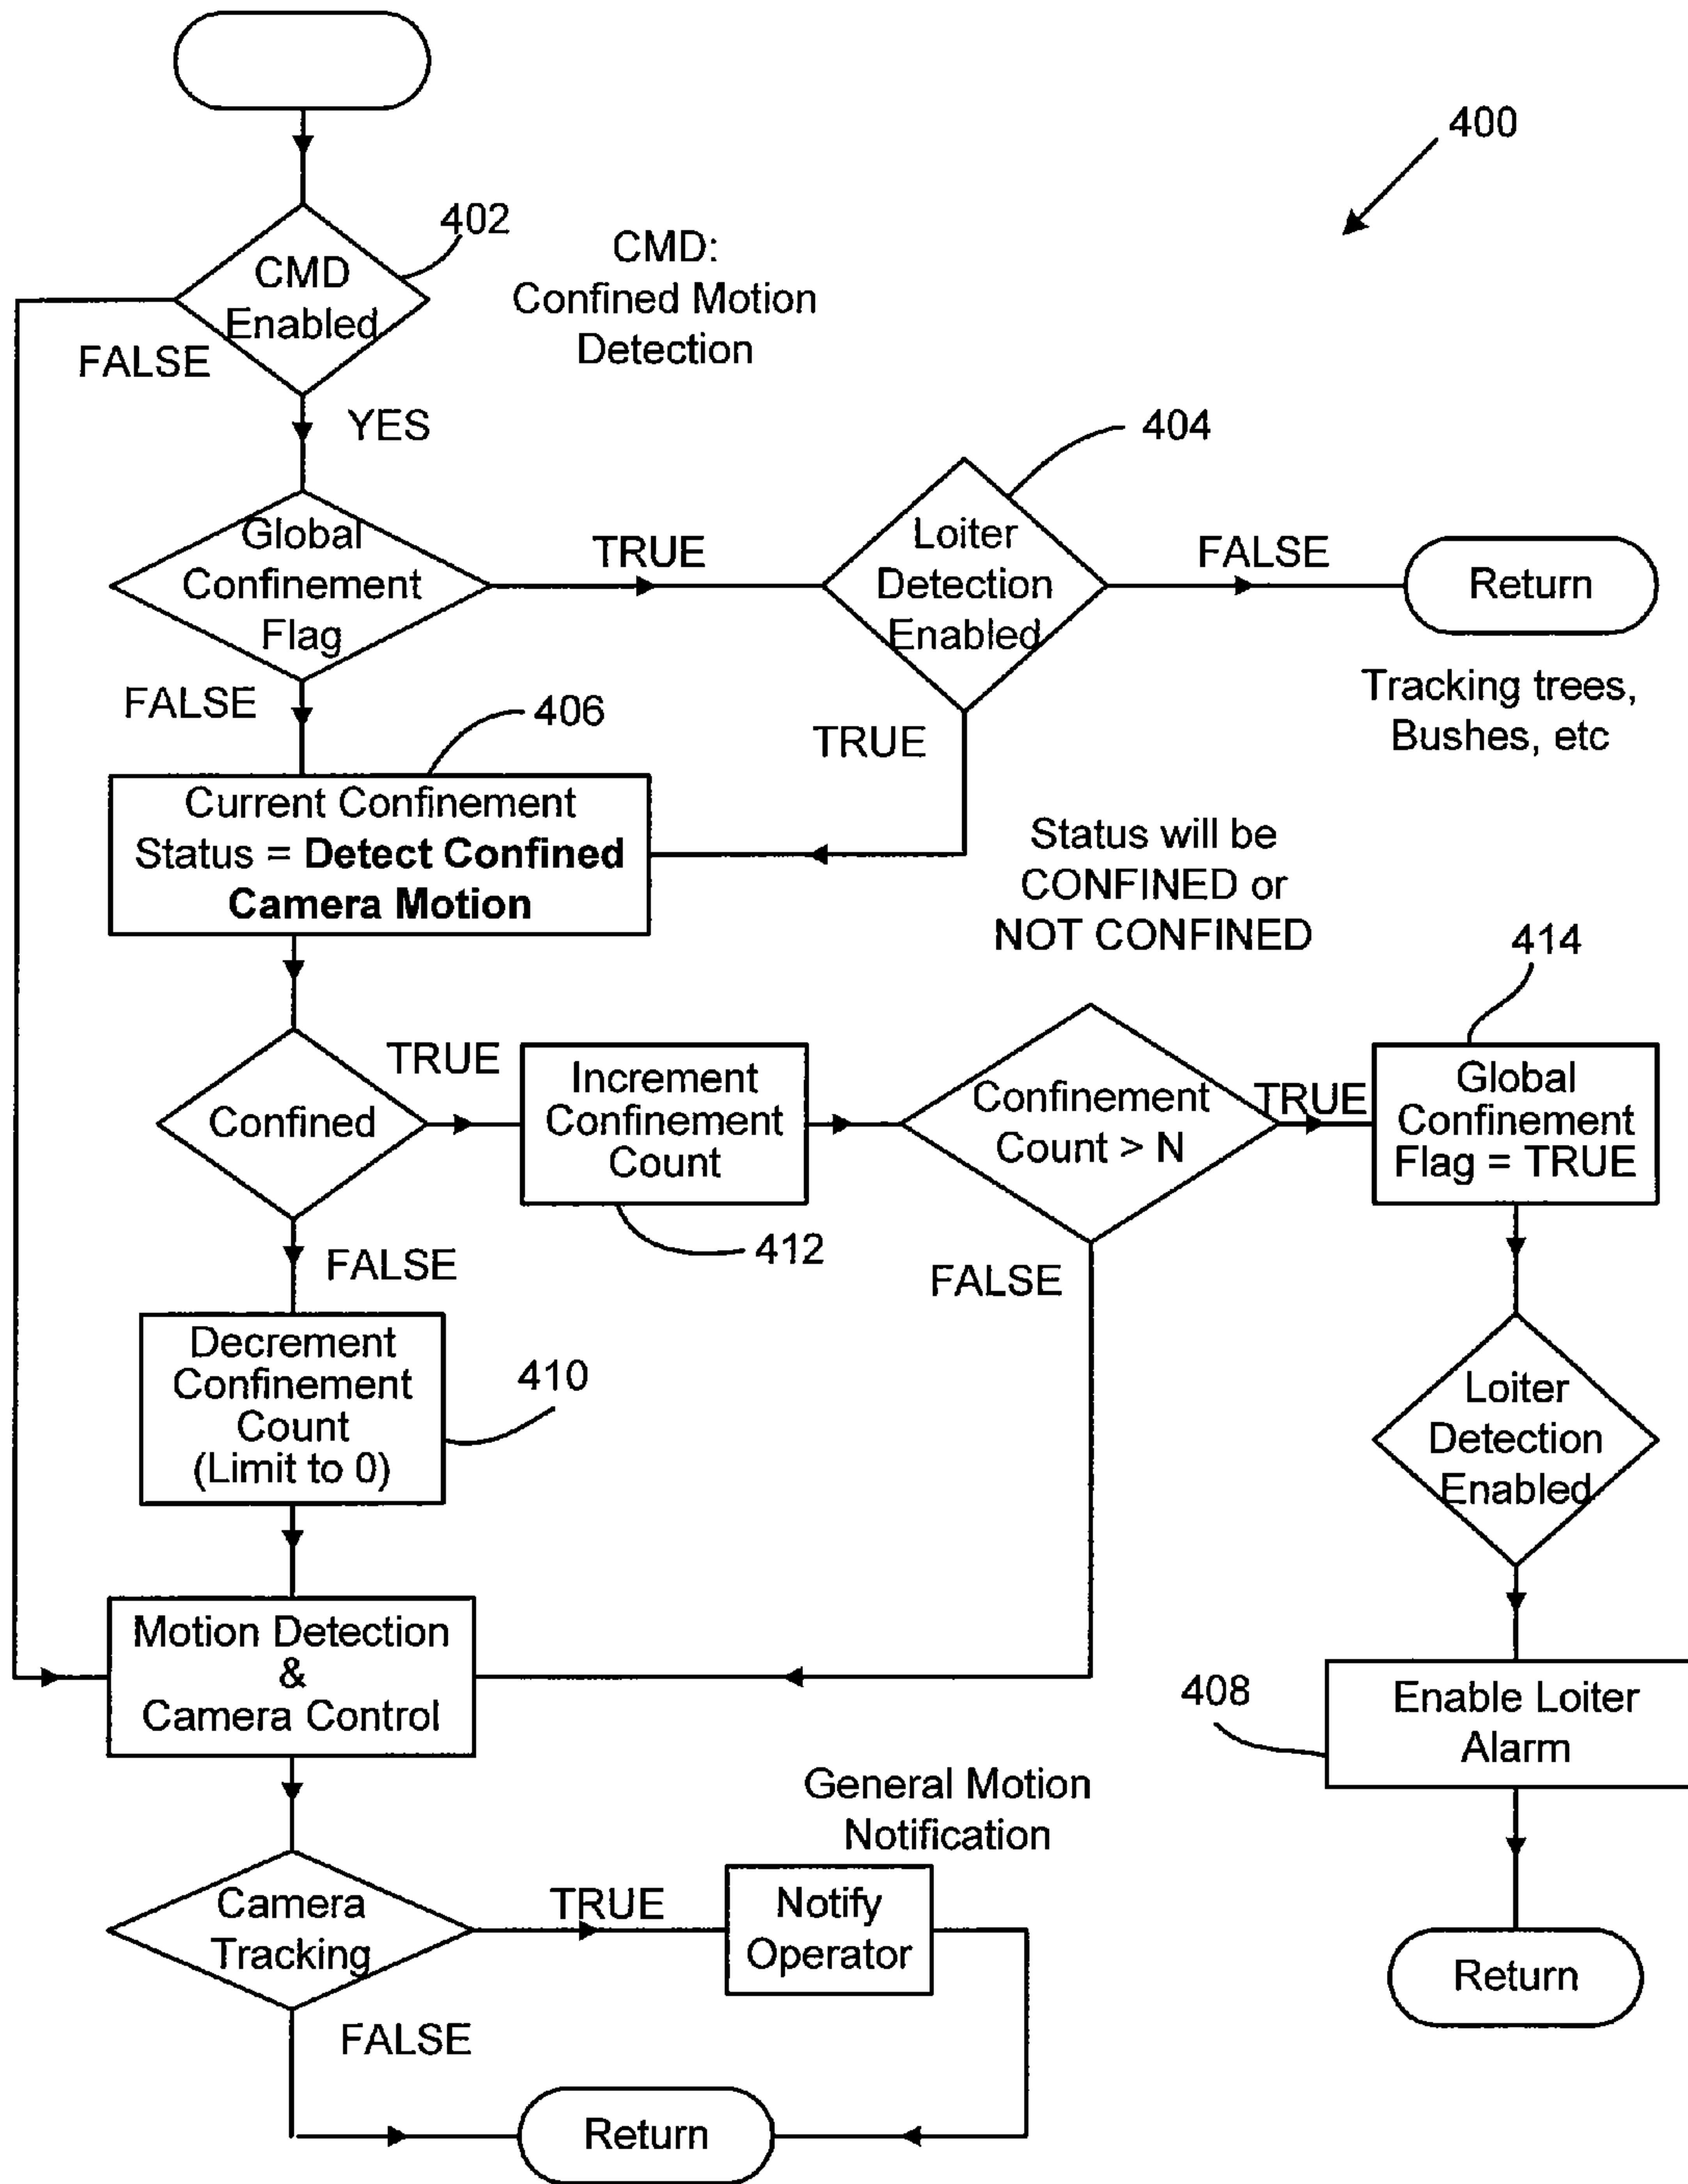 400
402
CMD
Enabled
CMD:
Confined Motion
Detection
FALSE
YES
404
Global
Confinement
Flag
TRUE
Loiter
Detection
Enabled
FALSE
Return
Tracking trees,
Bushes, etc
FALSE
406
TRUE
Current Confinement
Status = Detect Confined
Camera Motion
Status will be
CONFINED or
NOT CONFINED
414
Confined
TRUE
Increment
Confinement
Count
412
Confinement
Count > N
TRUE
Global
Confinement
Flag = TRUE
FALSE
FALSE
Decrement
Confinement
Count
(Limit to 0)
410
Loiter
Detection
Enabled
Motion Detection
&
Camera Control
408
Enable Loiter
Alarm
General Motion
Notification
Camera
Tracking
TRUE
Notify
Operator
Return
FALSE
Return